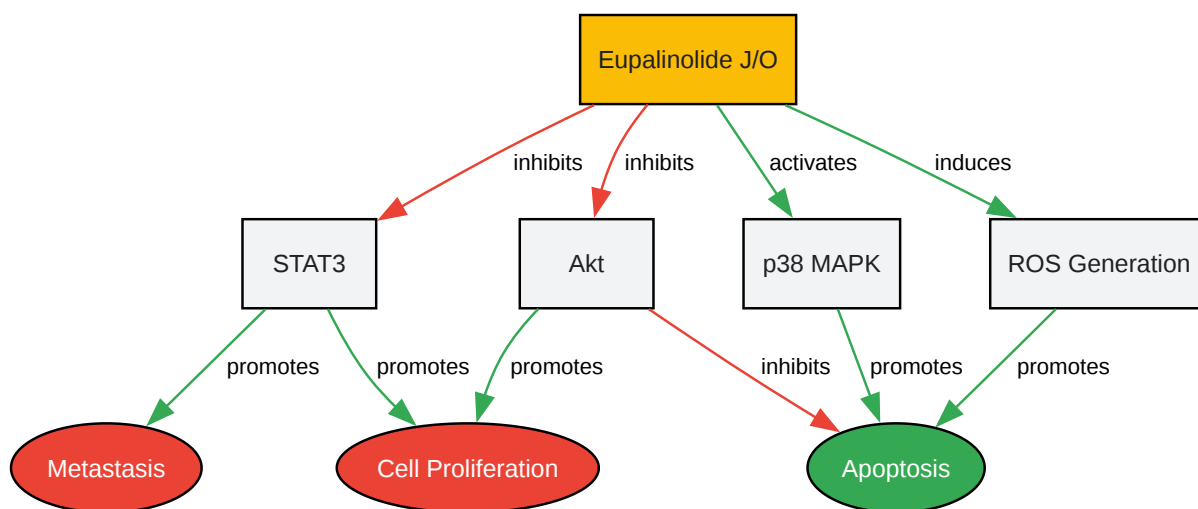 Eupalinolide J/O
inhibits
inhibits
activates
induces
STAT3
Akt
p38 MAPK
ROS Generation
promotes
promotes
promotes
inhibits
promotes
promotes
Metastasis
Cell Proliferation
Apoptosis